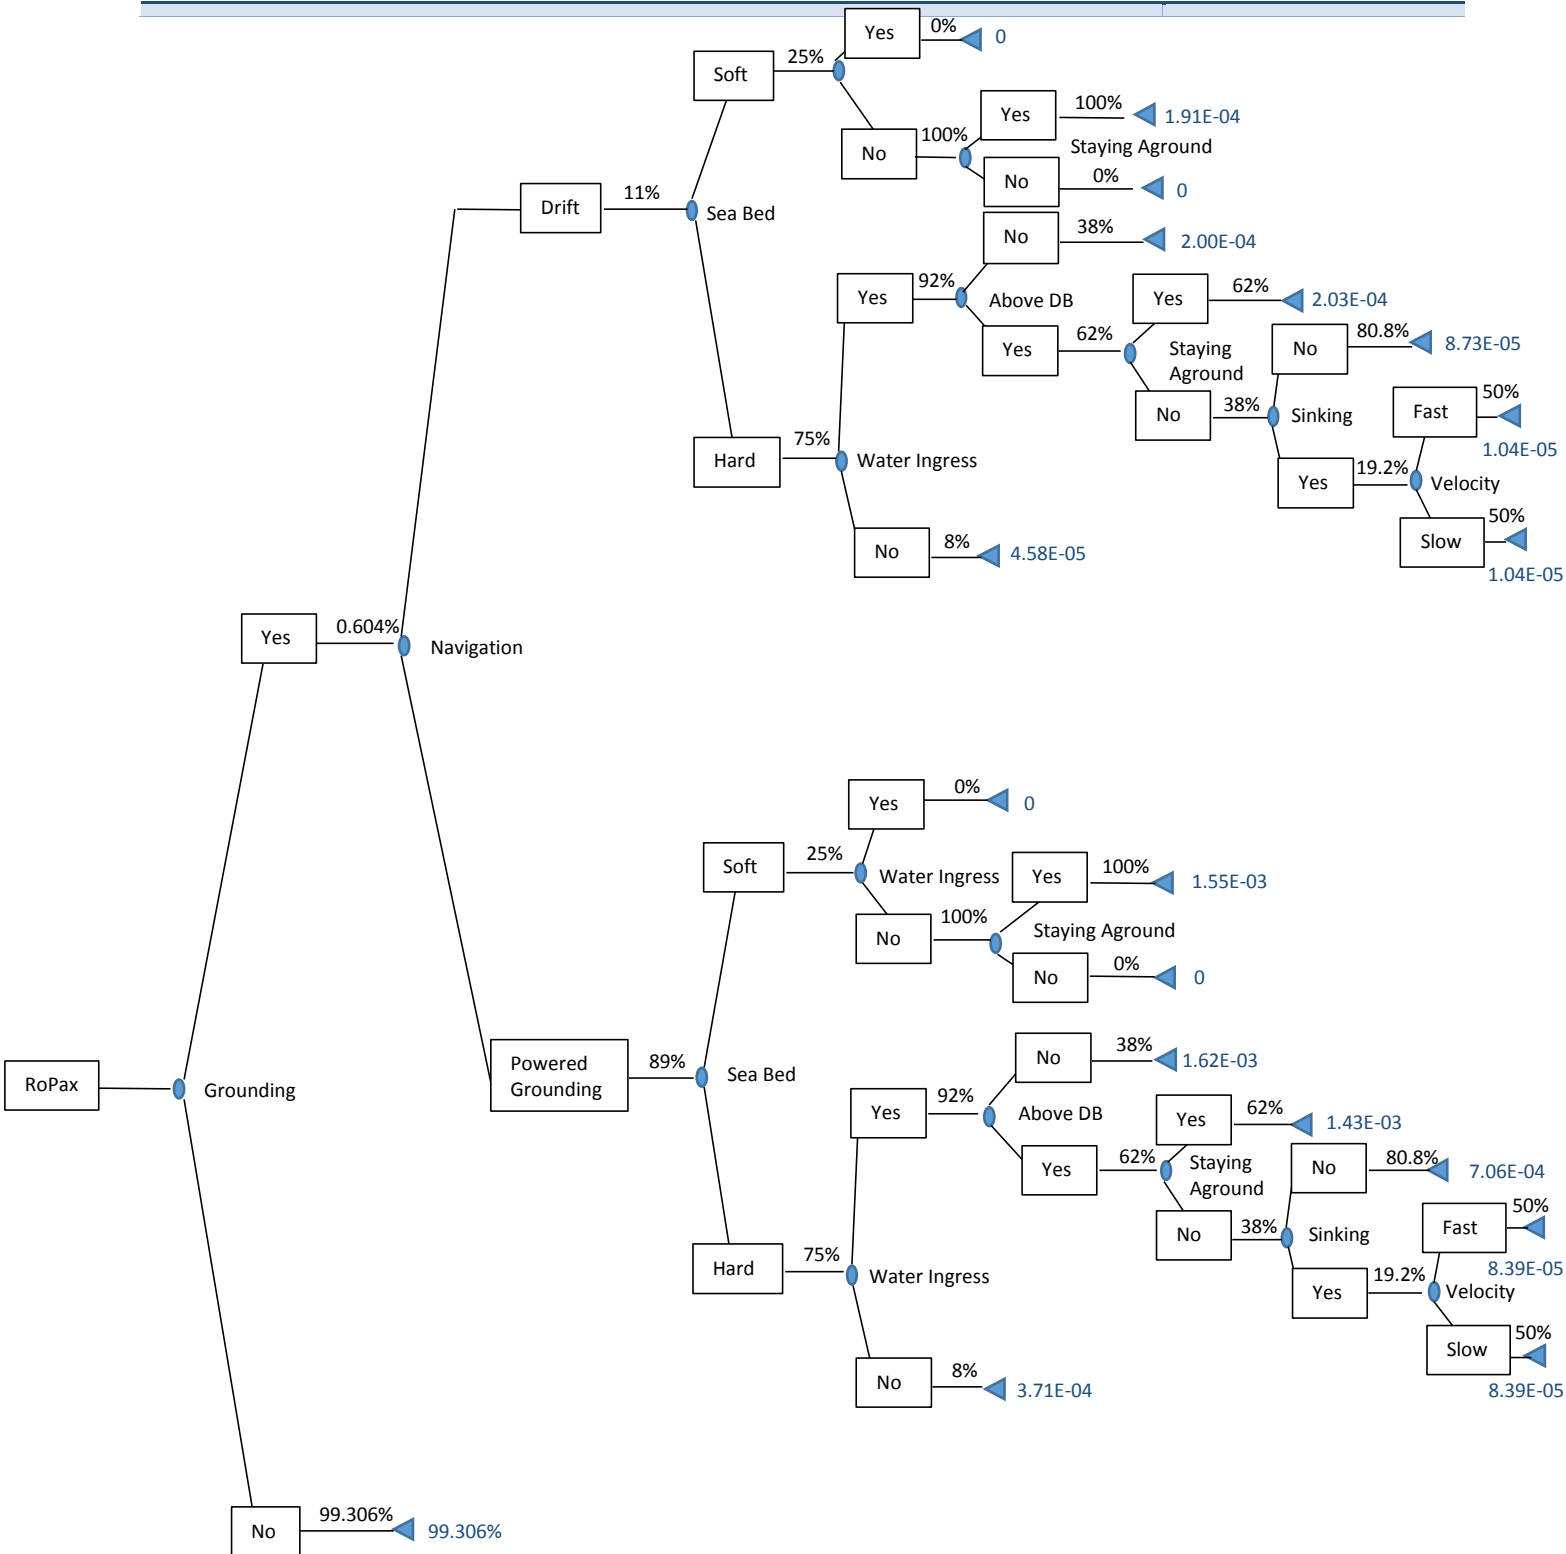 Yes
0%
0
Soft
25%
Yes
100%
1.91E-04
No
100%
Staying Aground
No
0%
0
Drift
11%
Sea Bed
No
38%
2.00E-04
Yes
92%
Above DB
Yes
62%
2.03E-04
Yes
62%
Staying
Aground
No
80.8%
8.73E-05
No
38%
Sinking
Fast
50%
1.04E-05
Hard
75%
Water Ingress
Yes
19.2%
Velocity
Slow
50%
1.04E-05
No
8%
4.58E-05
Yes
0.604%
Navigation
Yes
0%
0
Soft
25%
Water Ingress
Yes
100%
1.55E-03
No
100%
Staying Aground
No
0%
0
Powered
Grounding
89%
Sea Bed
No
38%
1.62E-03
RoPax
Grounding
Yes
92%
Above DB
Yes
62%
1.43E-03
Yes
62%
Staying
Aground
No
80.8%
7.06E-04
No
38%
Sinking
Fast
50%
8.39E-05
Hard
75%
Water Ingress
Yes
19.2%
Velocity
Slow
50%
8.39E-05
No
8%
3.71E-04
No
99.306%
99.306%